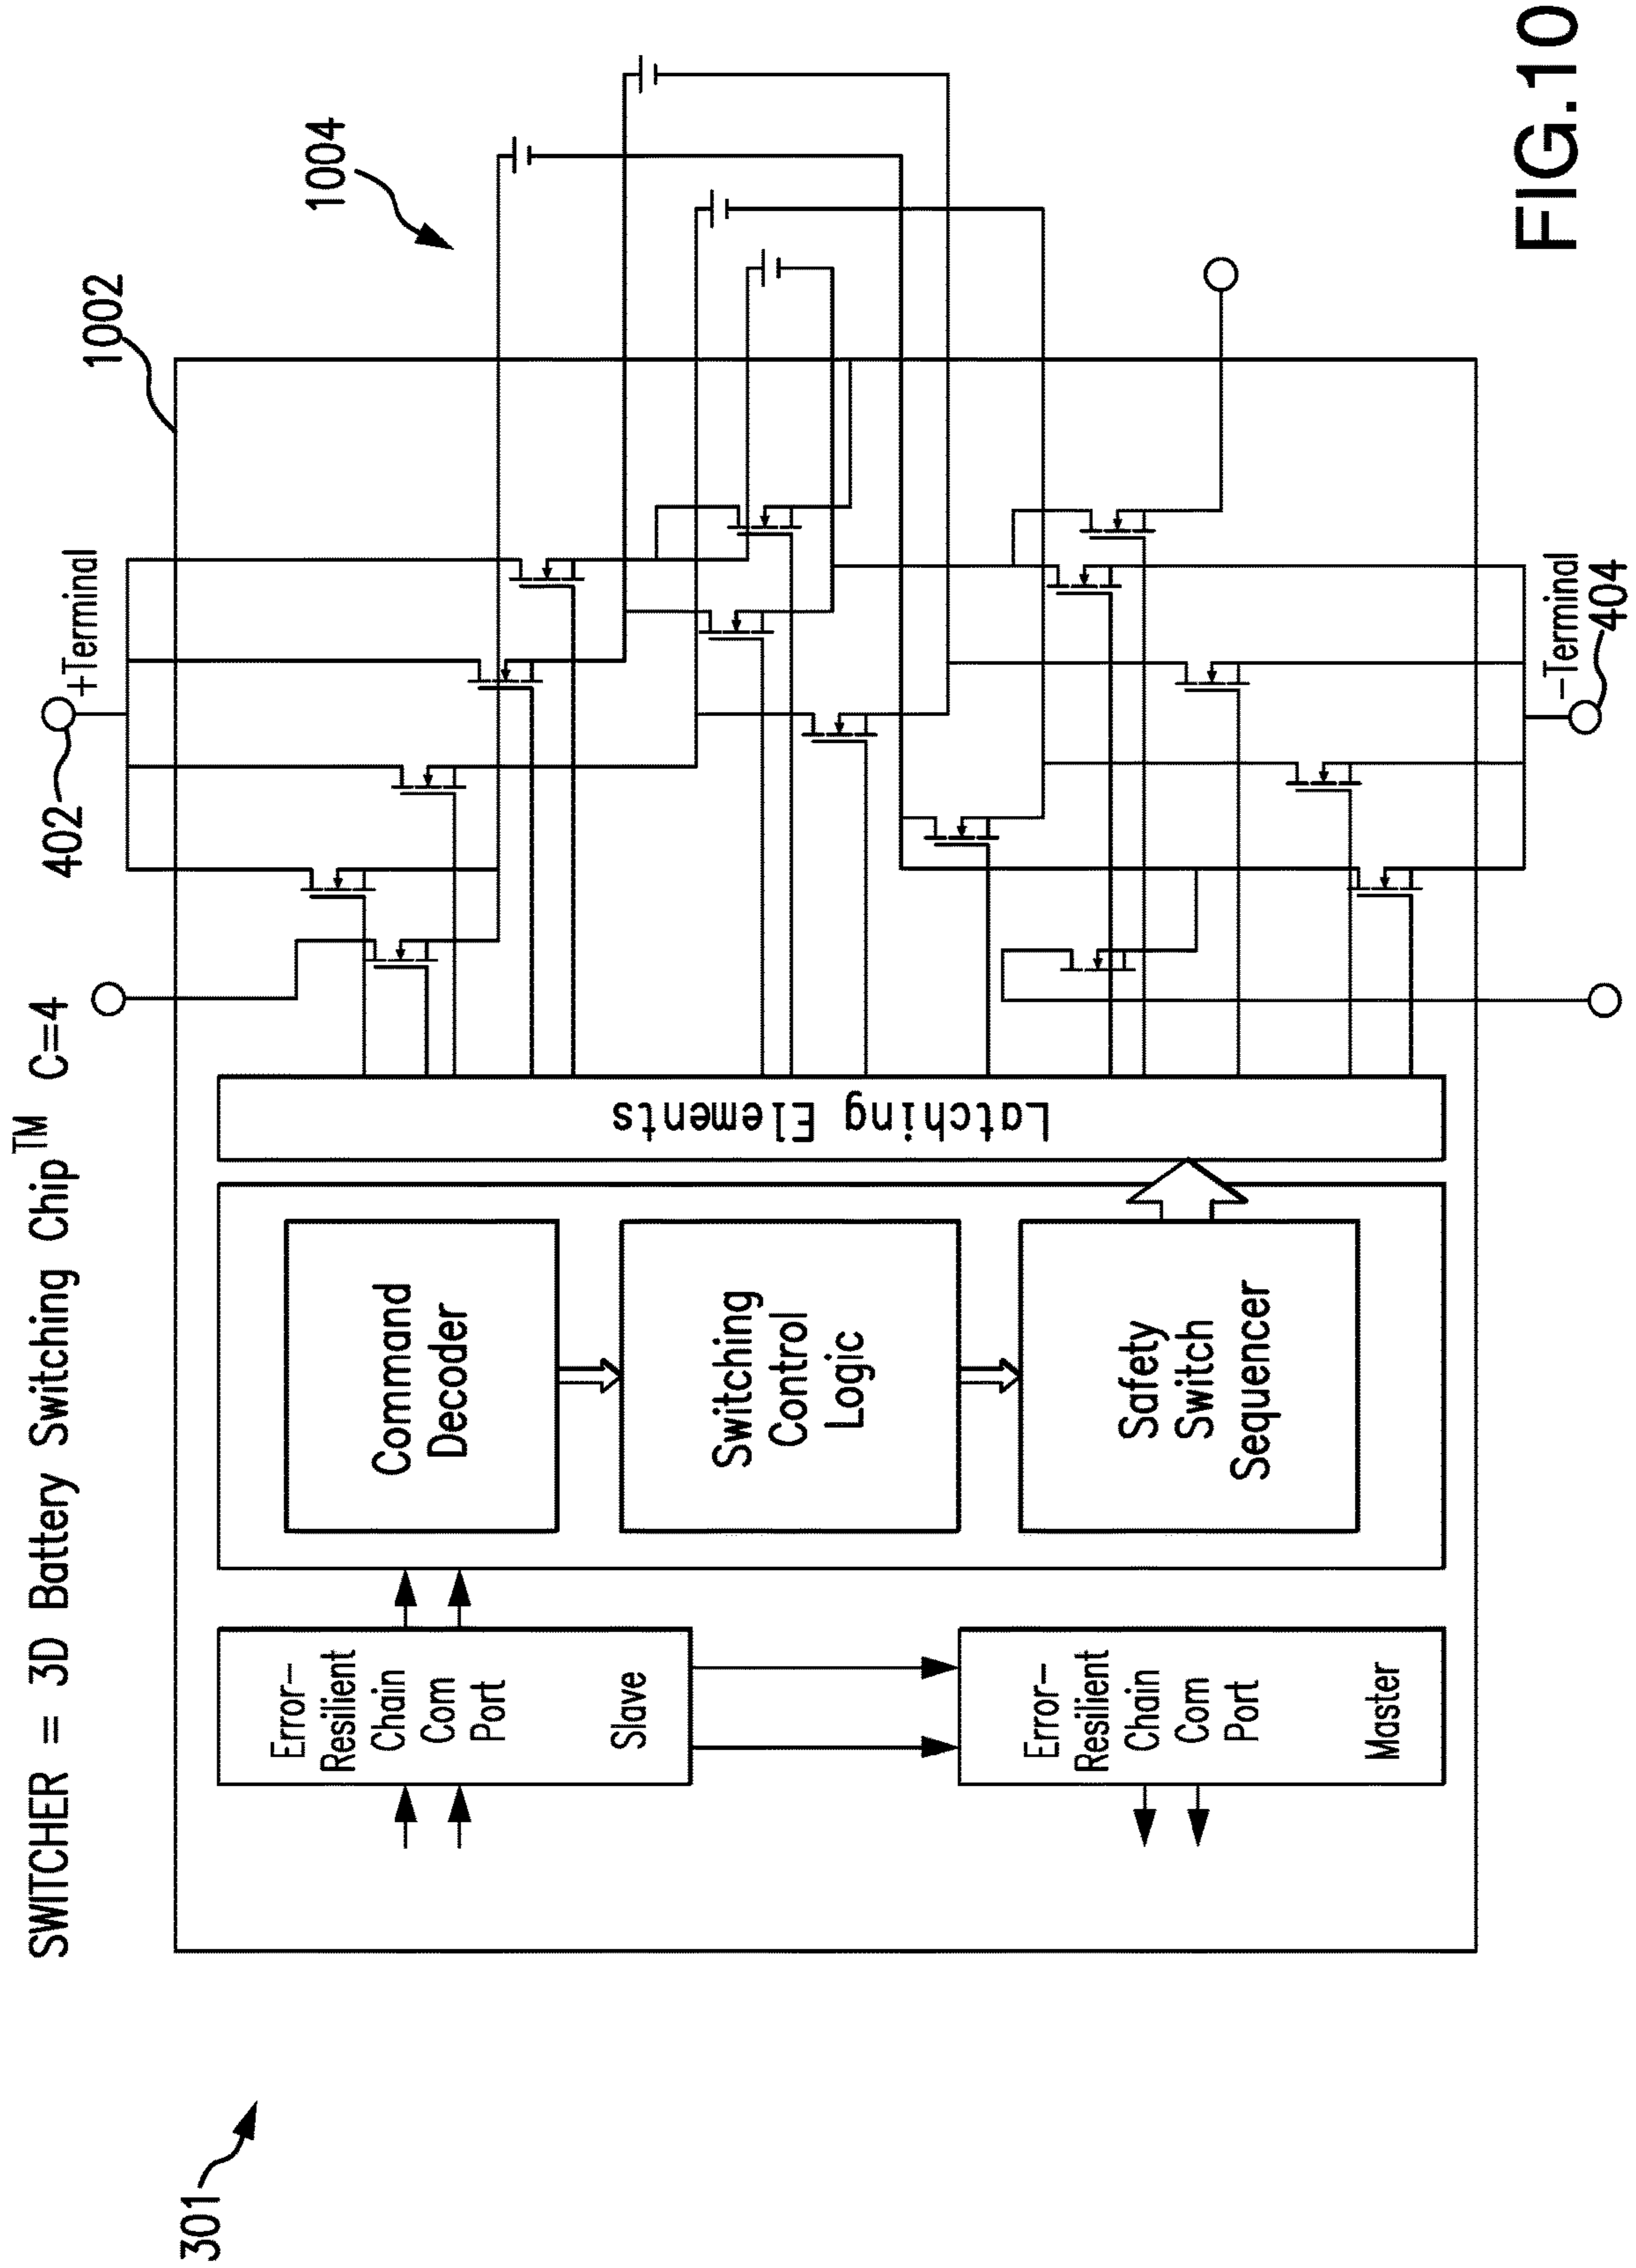 SWITCHER = 3D Battery Switching Chip™ C=4
301
402
+Terminal
1002
1004
Error-
Resilient
Chain
Com
Port
Slave
Command
Decoder
Switching
Control
Logic
Safety
Switch
Sequencer
Latching Elements
Error-
Resilient
Chain
Com
Port
Master
-Terminal
404
FIG.10